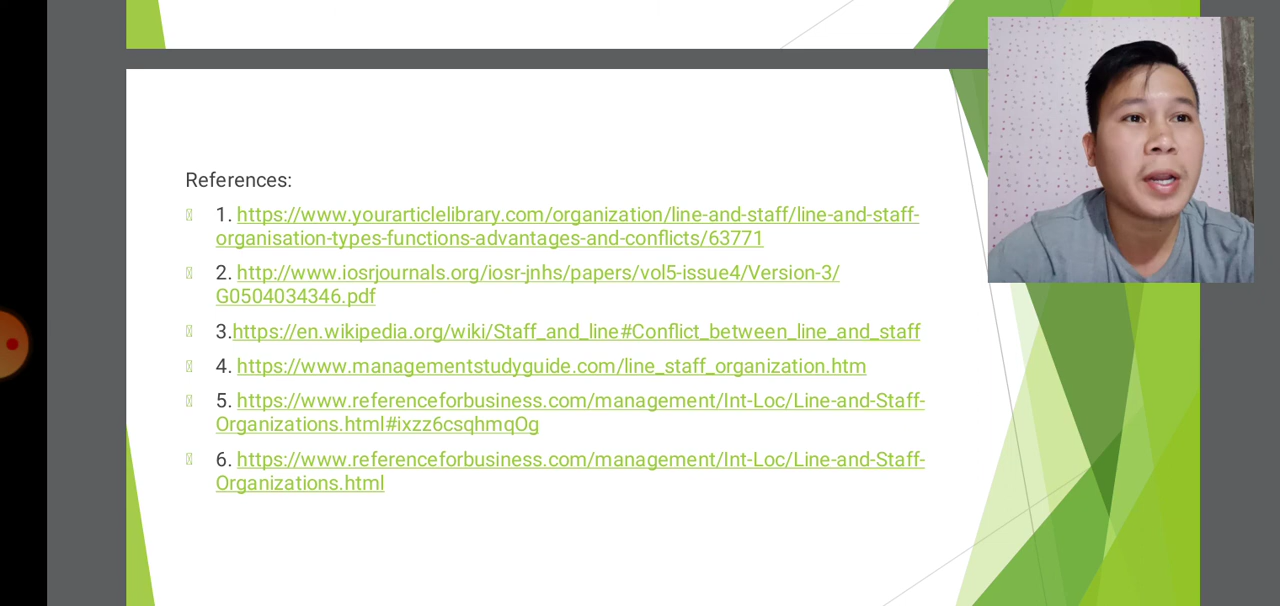 References:
1. https://www.yourarticlelibrary.com/organization/line-and-staff/line-and-staff-
organisation-types-functions-advantages-and-conflicts/63771
2. http://www.iosrjournals.org/iosr-jnhs/papers/vol5-issue4/Version-3/
G0504034346.pdf
3.https://en.wikipedia.org/wiki/Staff_and_line#Conflict_between_line_and_staff
4. https://www.managementstudyguide.com/line_staff_organization.htm
5. https://www.referenceforbusiness.com/management/Int-Loc/Line-and-Staff-
Organizations.html#ixzz6csqhmqOg
6. https://www.referenceforbusiness.com/management/Int-Loc/Line-and-Staff-
Organizations.html